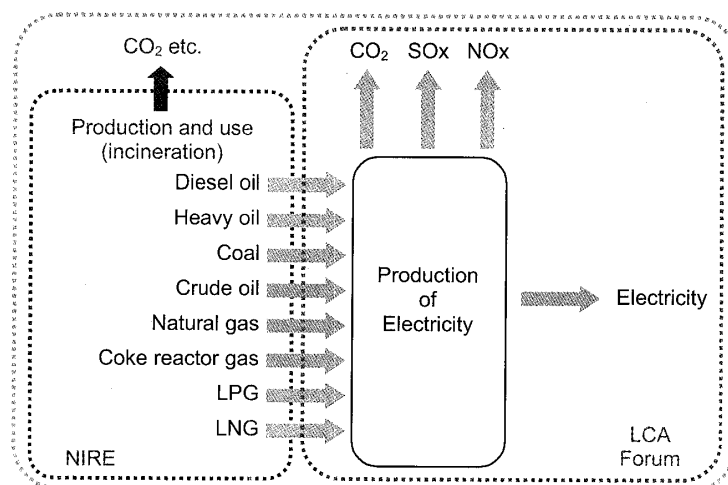 CO₂ etc.
CO₂ SOx NOx
Production and use
(incineration)
Diesel oil
Heavy oil
Coal
Crude oil
Natural gas
Coke reactor gas
LPG
LNG
Production
of
Electricity
Electricity
NIRE
LCA
Forum